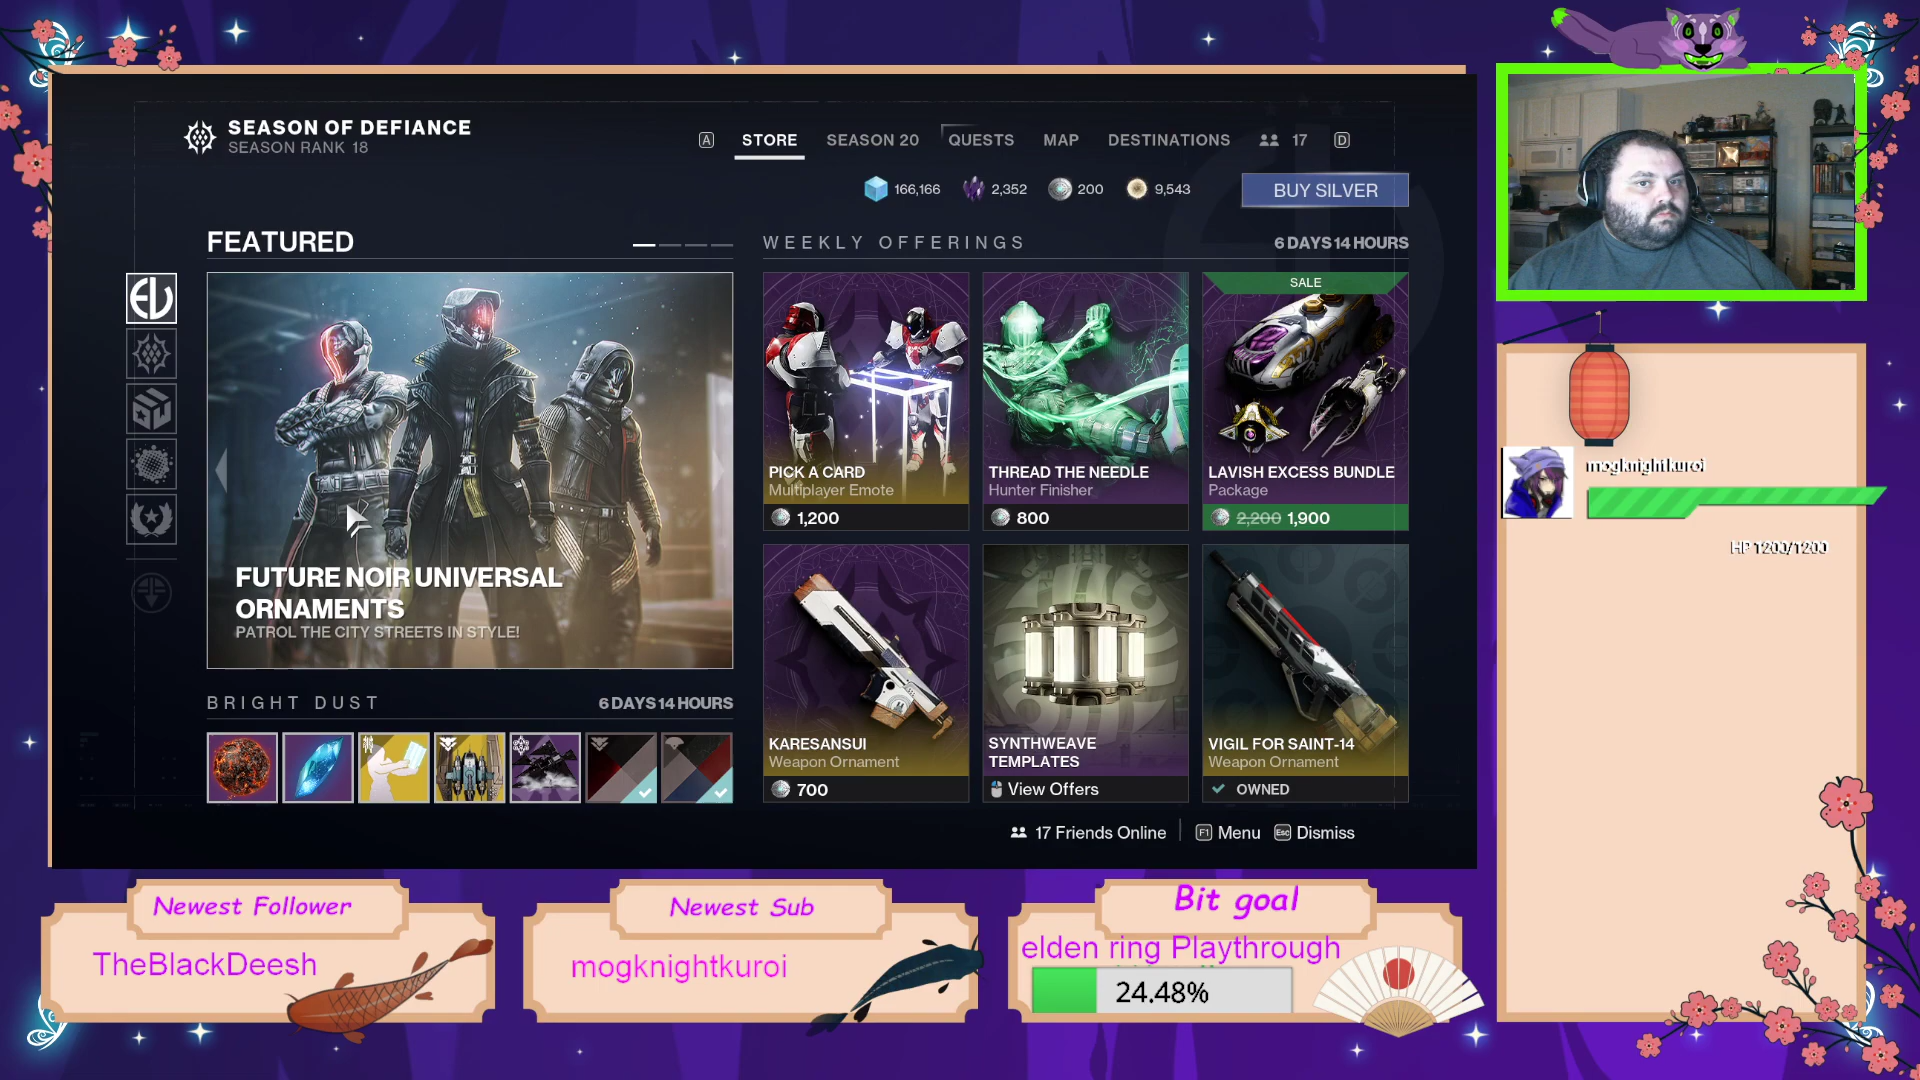 SEASON OF DEFIANCE
SEASON RANK 18
A STORE SEASON 20 QUESTS MAP DESTINATIONS 17 D
166,166 2,352 200 9,543 BUY SILVER
FEATURED
WEEKLY OFFERINGS 6 DAYS 14 HOURS
FUTURE NOIR UNIVERSAL
ORNAMENTS
PATROL THE CITY STREETS IN STYLE!
PICK A CARD
Multiplayer Emote
1,200
THREAD THE NEEDLE
Hunter Finisher
800
SALE
LAVISH EXCESS BUNDLE
Package
2,200 1,900
KARESANSUI
Weapon Ornament
700
SYNTHWEAVE
TEMPLATES
View Offers
VIGIL FOR SAINT-14
Weapon Ornament
OWNED
BRIGHT DUST 6 DAYS 14 HOURS
17 Friends Online F1 Menu Esc Dismiss
mogknightkuroi
HP 1200/1200
Newest Follower
TheBlackDeesh
Newest Sub
mogknightkuroi
Bit goal
elden ring Playthrough
24.48%